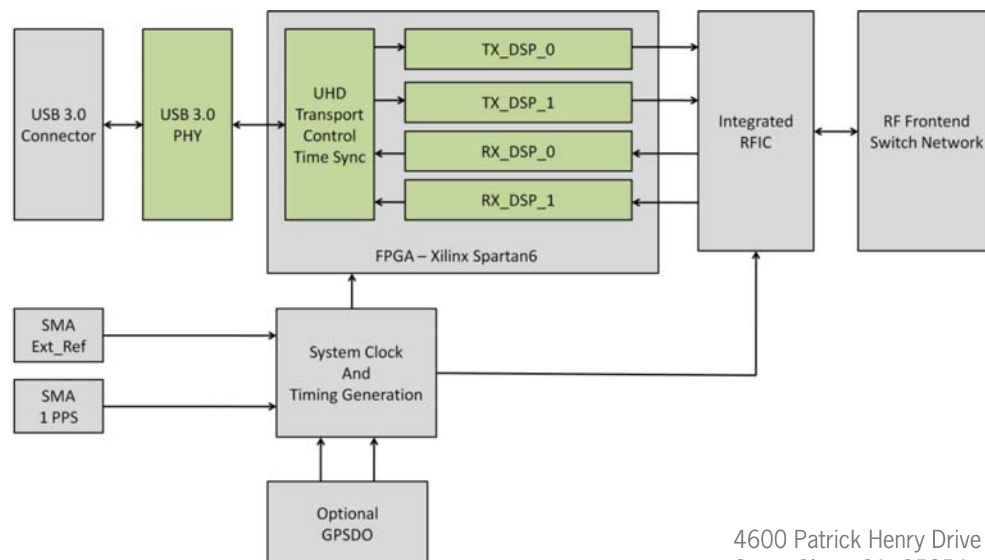 USB 3.0
Connector
USB 3.0
PHY
UHD
Transport
Control
Time Sync
TX_DSP_0
TX_DSP_1
RX_DSP_0
RX_DSP_1
FPGA – Xilinx Spartan6
Integrated
RFIC
RF Frontend
Switch Network
SMA
Ext_Ref
SMA
1 PPS
System Clock
And
Timing Generation
Optional
GPSDO
4600 Patrick Henry Drive